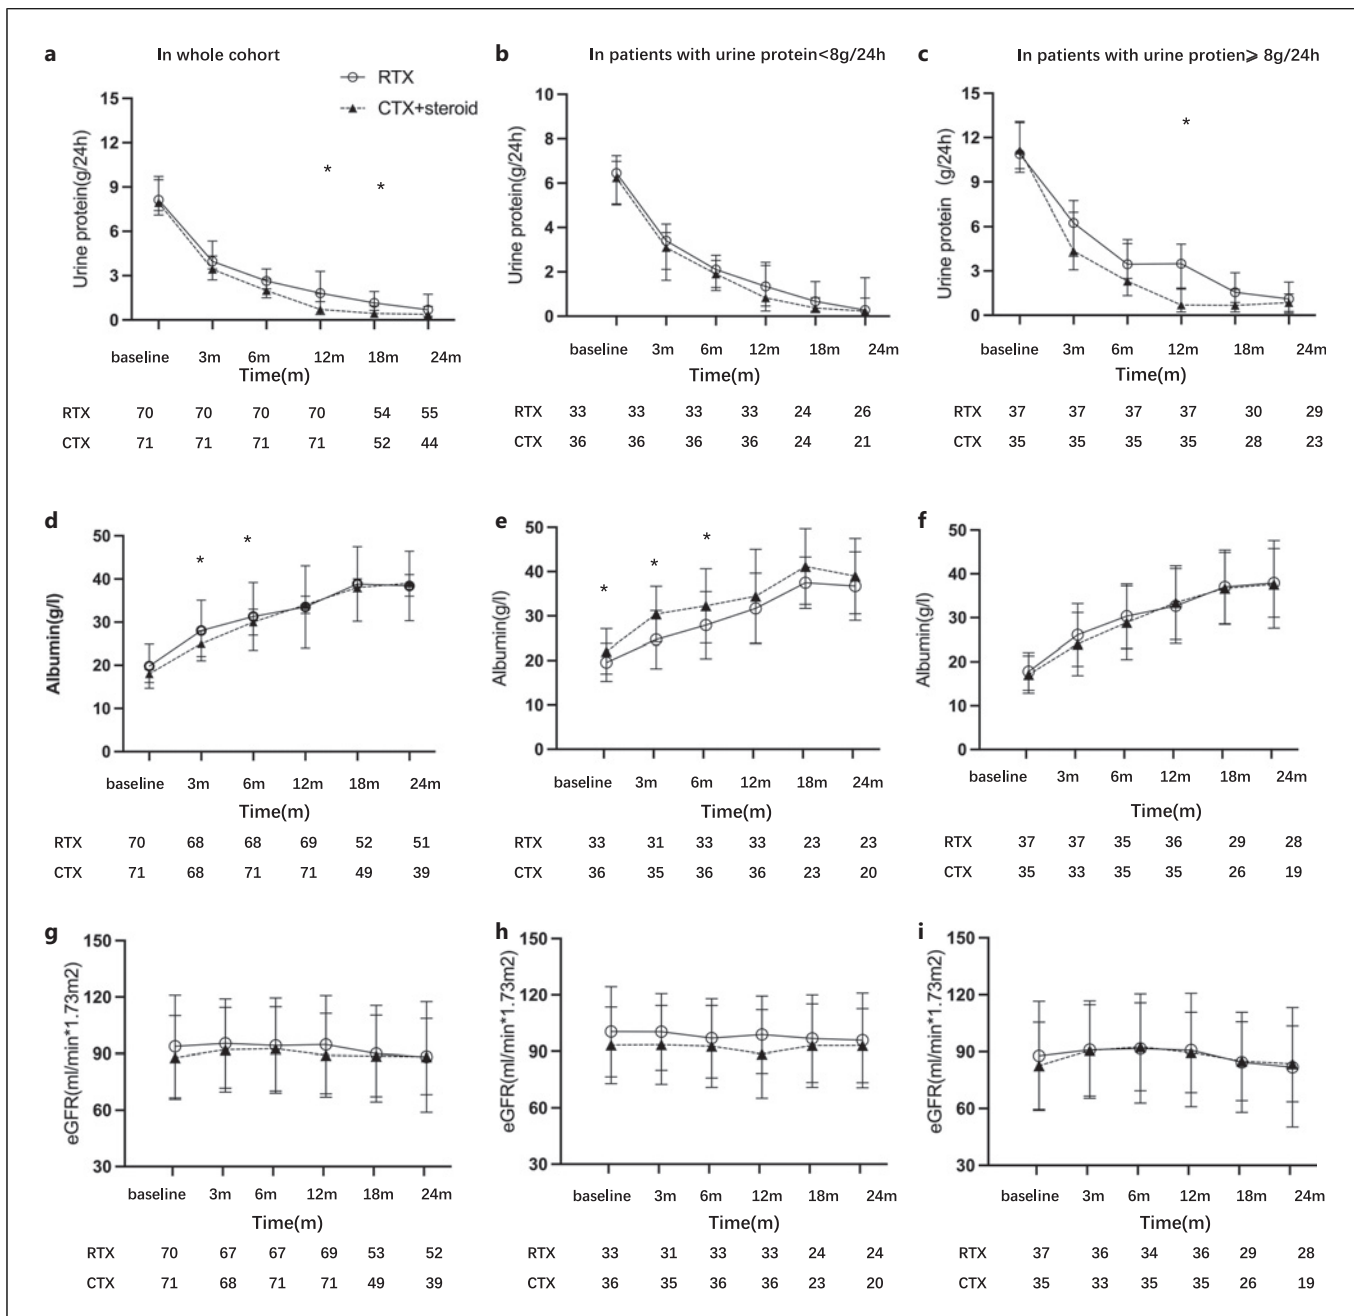 a In whole cohort
RTX
CTX+steroid
Urine protein(g/24h)
15
12
9
6
3
0
*
*
baseline 3m 6m 12m 18m 24m
Time(m)
RTX 70 70 70 70 54 55
CTX 71 71 71 71 52 44
b In patients with urine protein<8g/24h
Urine protein(g/24h)
10
8
6
4
2
0
baseline 3m 6m 12m 18m 24m
Time(m)
RTX 33 33 33 33 24 26
CTX 36 36 36 36 24 21
c In patients with urine protien⩾ 8g/24h
Urine protein (g/24h)
15
12
9
6
3
0
*
baseline 3m 6m 12m 18m 24m
Time(m)
RTX 37 37 37 37 30 29
CTX 35 35 35 35 28 23
d
Albumin(g/l)
50
40
30
20
10
0
*
*
baseline 3m 6m 12m 18m 24m
Time(m)
RTX 70 68 68 69 52 51
CTX 71 68 71 71 49 39
e
Albumin(g/l)
50
40
30
20
10
0
*
*
*
baseline 3m 6m 12m 18m 24m
Time(m)
RTX 33 31 33 33 23 23
CTX 36 35 36 36 23 20
f
Albumin(g/l)
50
40
30
20
10
0
baseline 3m 6m 12m 18m 24m
Time(m)
RTX 37 37 35 36 29 28
CTX 35 33 35 35 26 19
g
eGFR(ml/min*1.73m2)
150
120
90
60
30
baseline 3m 6m 12m 18m 24m
Time(m)
RTX 70 67 67 69 53 52
CTX 71 68 71 71 49 39
h
eGFR(ml/min*1.73m2)
150
120
90
60
30
baseline 3m 6m 12m 18m 24m
Time(m)
RTX 33 31 33 33 24 24
CTX 36 35 36 36 23 20
i
eGFR(ml/min*1.73m2)
150
120
90
60
30
baseline 3m 6m 12m 18m 24m
Time(m)
RTX 37 36 34 36 29 28
CTX 35 33 35 35 26 19